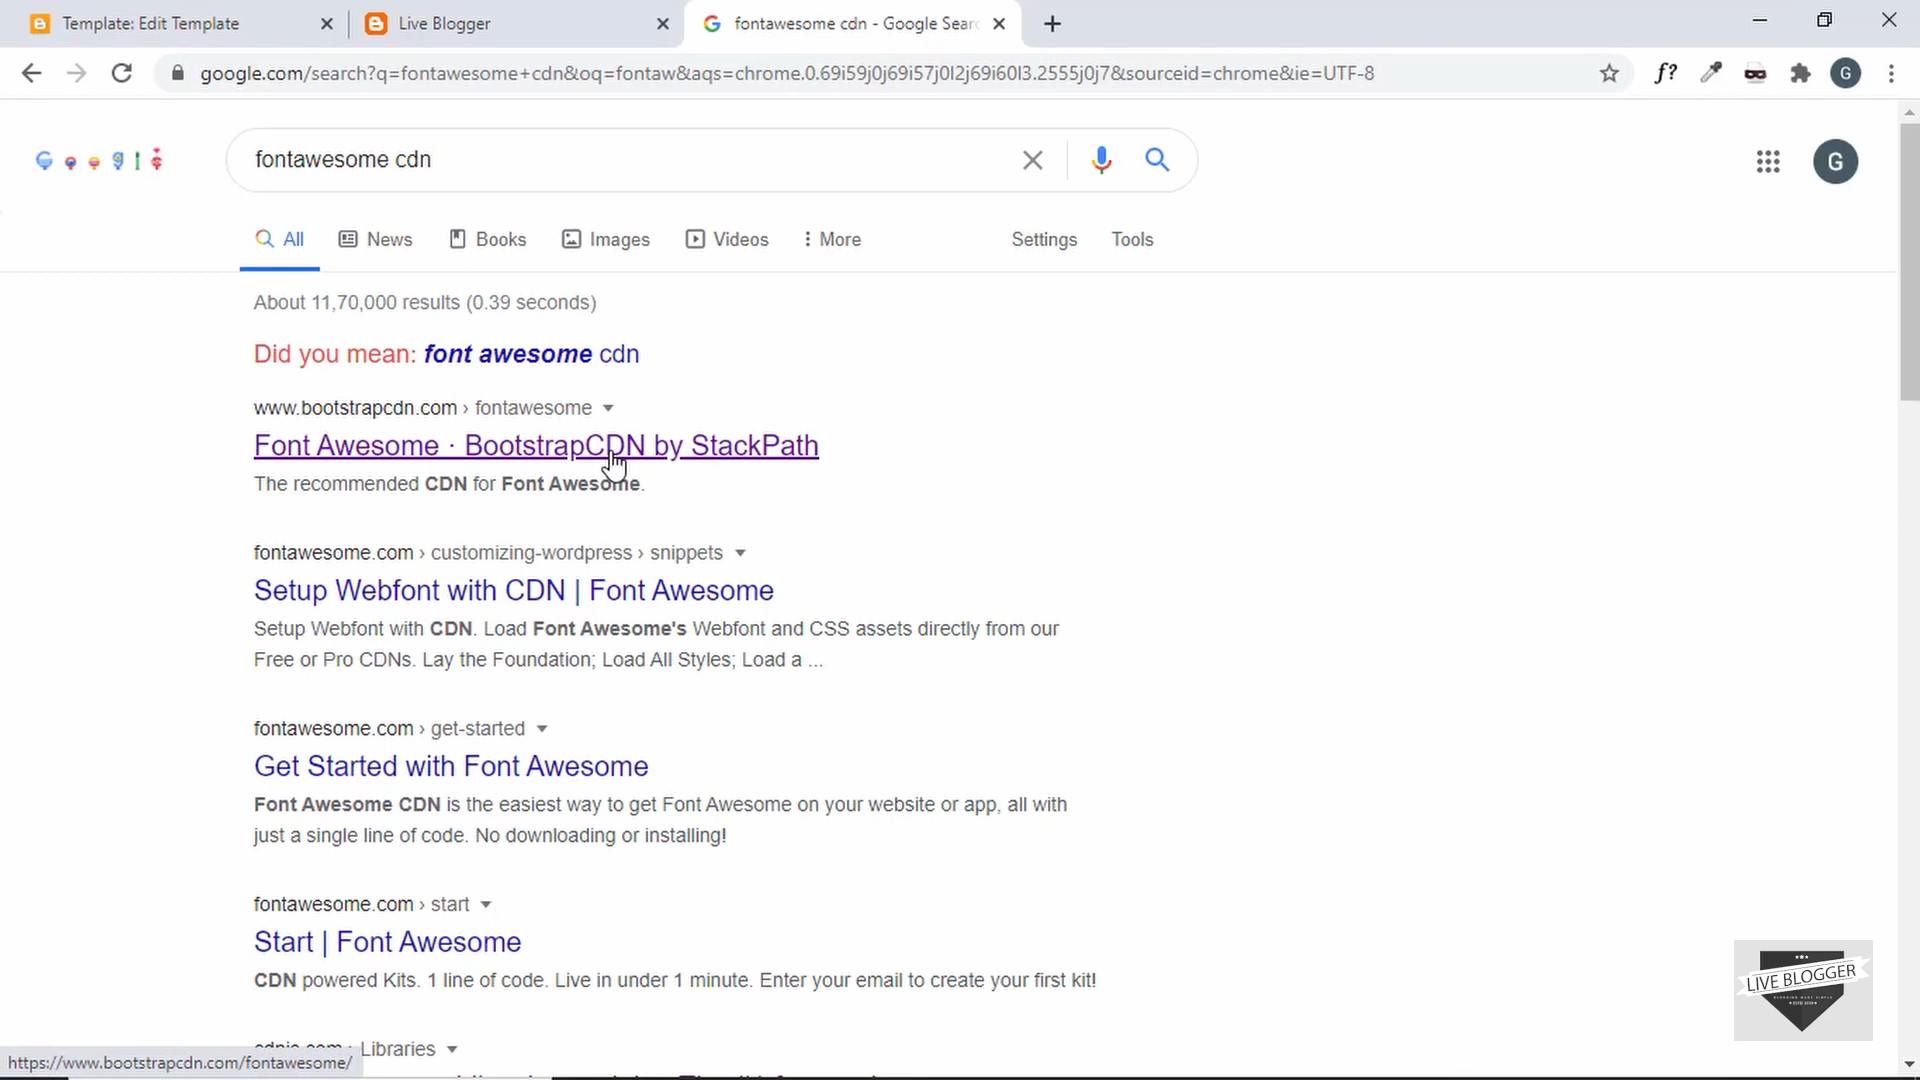 Template: Edit Template
Live Blogger
fontawesome cdn - Google Sear
google.com/search?q=fontawesome+cdn&oq=fontaw&aqs=chrome.0.69i59j0j69i57j0l2j69i60l3.2555j0j7&sourceid=chrome&ie=UTF-8
f?
G
Google
fontawesome cdn
G
All
News
Books
Images
Videos
More
Settings
Tools
About 11,70,000 results (0.39 seconds)
Did you mean: font awesome cdn
www.bootstrapcdn.com › fontawesome
Font Awesome · BootstrapCDN by StackPath
The recommended CDN for Font Awesome.
fontawesome.com › customizing-wordpress › snippets
Setup Webfont with CDN | Font Awesome
Setup Webfont with CDN. Load Font Awesome's Webfont and CSS assets directly from our
Free or Pro CDNs. Lay the Foundation; Load All Styles; Load a ...
fontawesome.com › get-started
Get Started with Font Awesome
Font Awesome CDN is the easiest way to get Font Awesome on your website or app, all with
just a single line of code. No downloading or installing!
fontawesome.com › start
Start | Font Awesome
CDN powered Kits. 1 line of code. Live in under 1 minute. Enter your email to create your first kit!
LIVE BLOGGER
Libraries
https://www.bootstrapcdn.com/fontawesome/